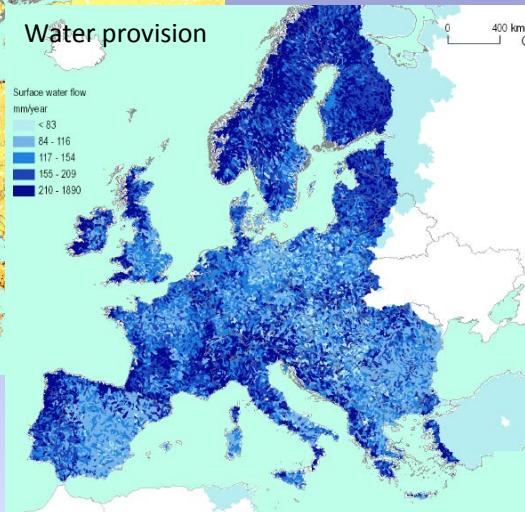 Water provision
0 400 km
Surface water flow
mm/year
< 83
84 - 116
117 - 154
155 - 209
210 - 1890